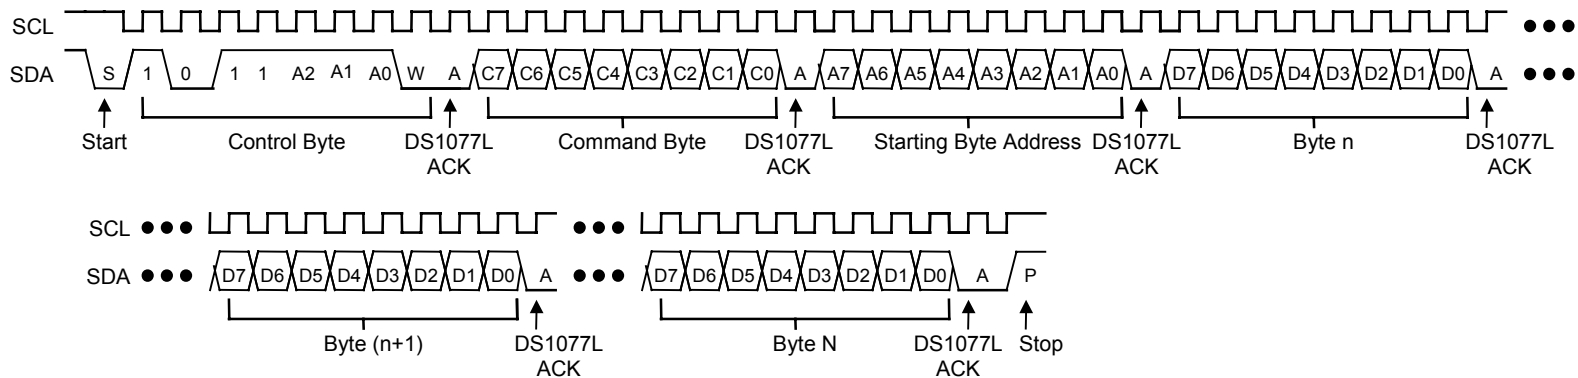 SCL
SDA S 1 0 1 1 A2 A1 A0 W A C7 C6 C5 C4 C3 C2 C1 C0 A A7 A6 A5 A4 A3 A2 A1 A0 A D7 D6 D5 D4 D3 D2 D1 D0 A
Start Control Byte DS1077L ACK Command Byte DS1077L ACK Starting Byte Address DS1077L ACK Byte n DS1077L ACK
SCL
SDA D7 D6 D5 D4 D3 D2 D1 D0 A D7 D6 D5 D4 D3 D2 D1 D0 A P
Byte (n+1) DS1077L ACK Byte N DS1077L ACK Stop